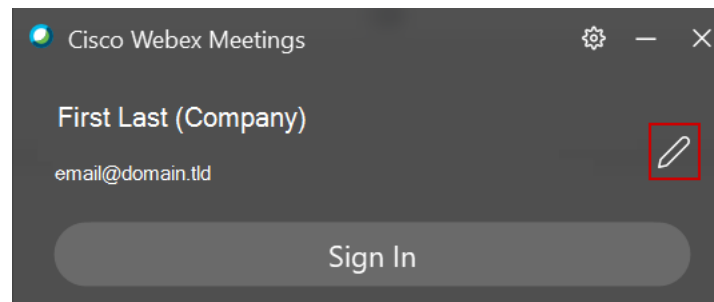 Cisco Webex Meetings
First Last (Company)
email@domain.tld
Sign In